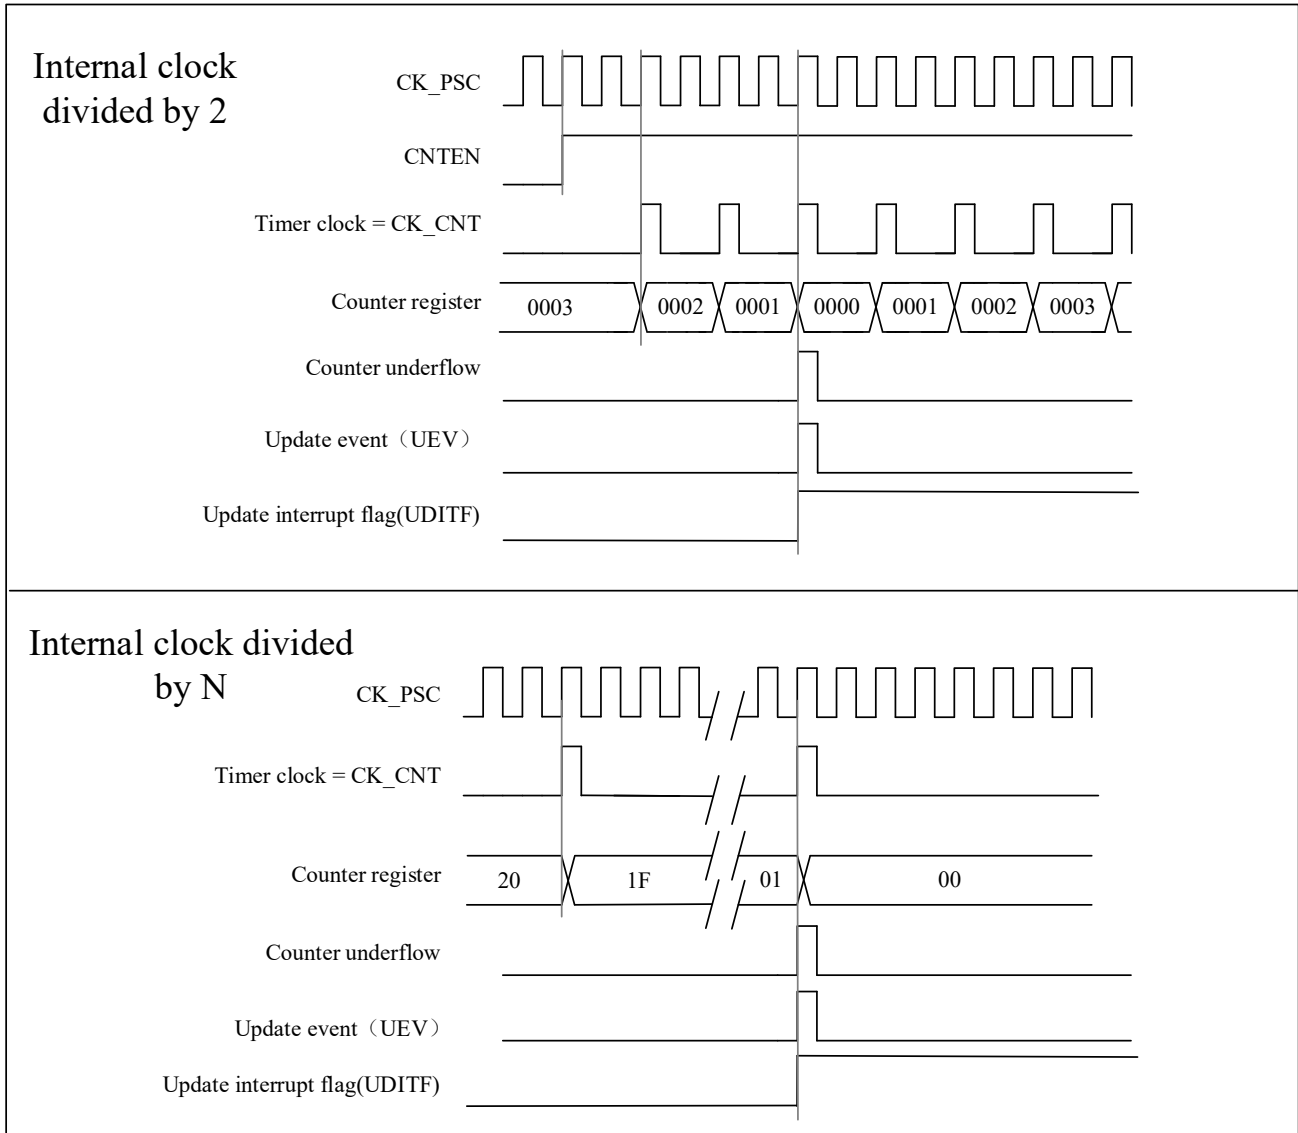 Internal clock
divided by 2
CK_PSC
CNTEN
Timer clock = CK_CNT
Counter register
0003 0002 0001 0000 0001 0002 0003
Counter underflow
Update event（UEV）
Update interrupt flag(UDITF)
Internal clock divided
by N
CK_PSC
Timer clock = CK_CNT
Counter register
20 1F 01 00
Counter underflow
Update event（UEV）
Update interrupt flag(UDITF)